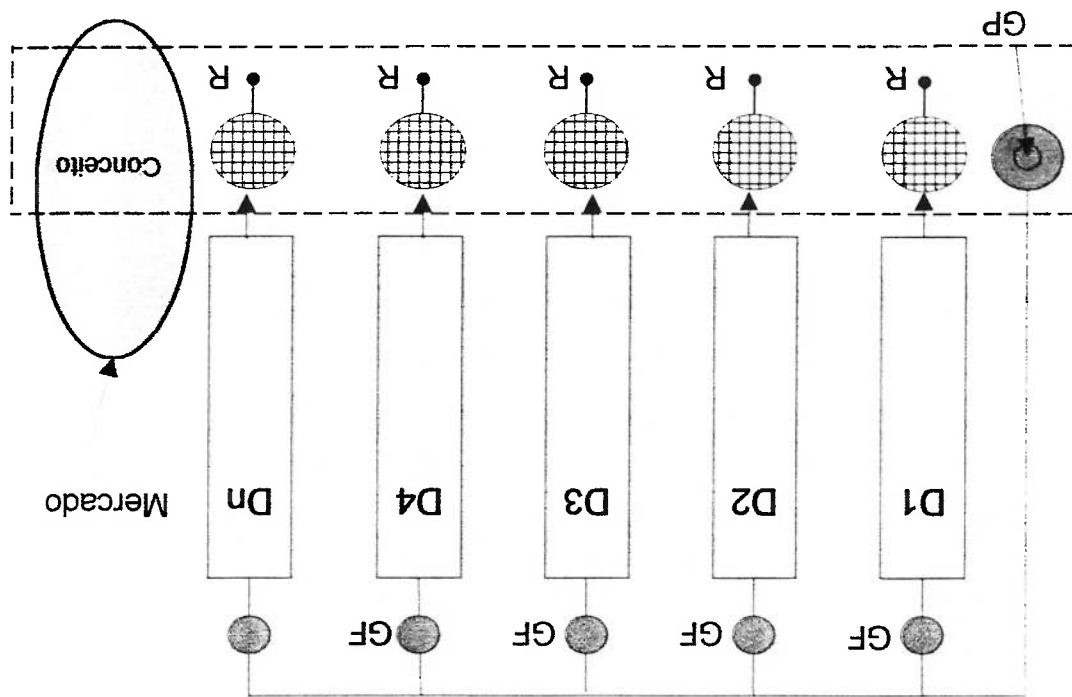 GF GF GF GF
D1 D2 D3 D4 Dn Mercado
Conceito
R R R R R
GP